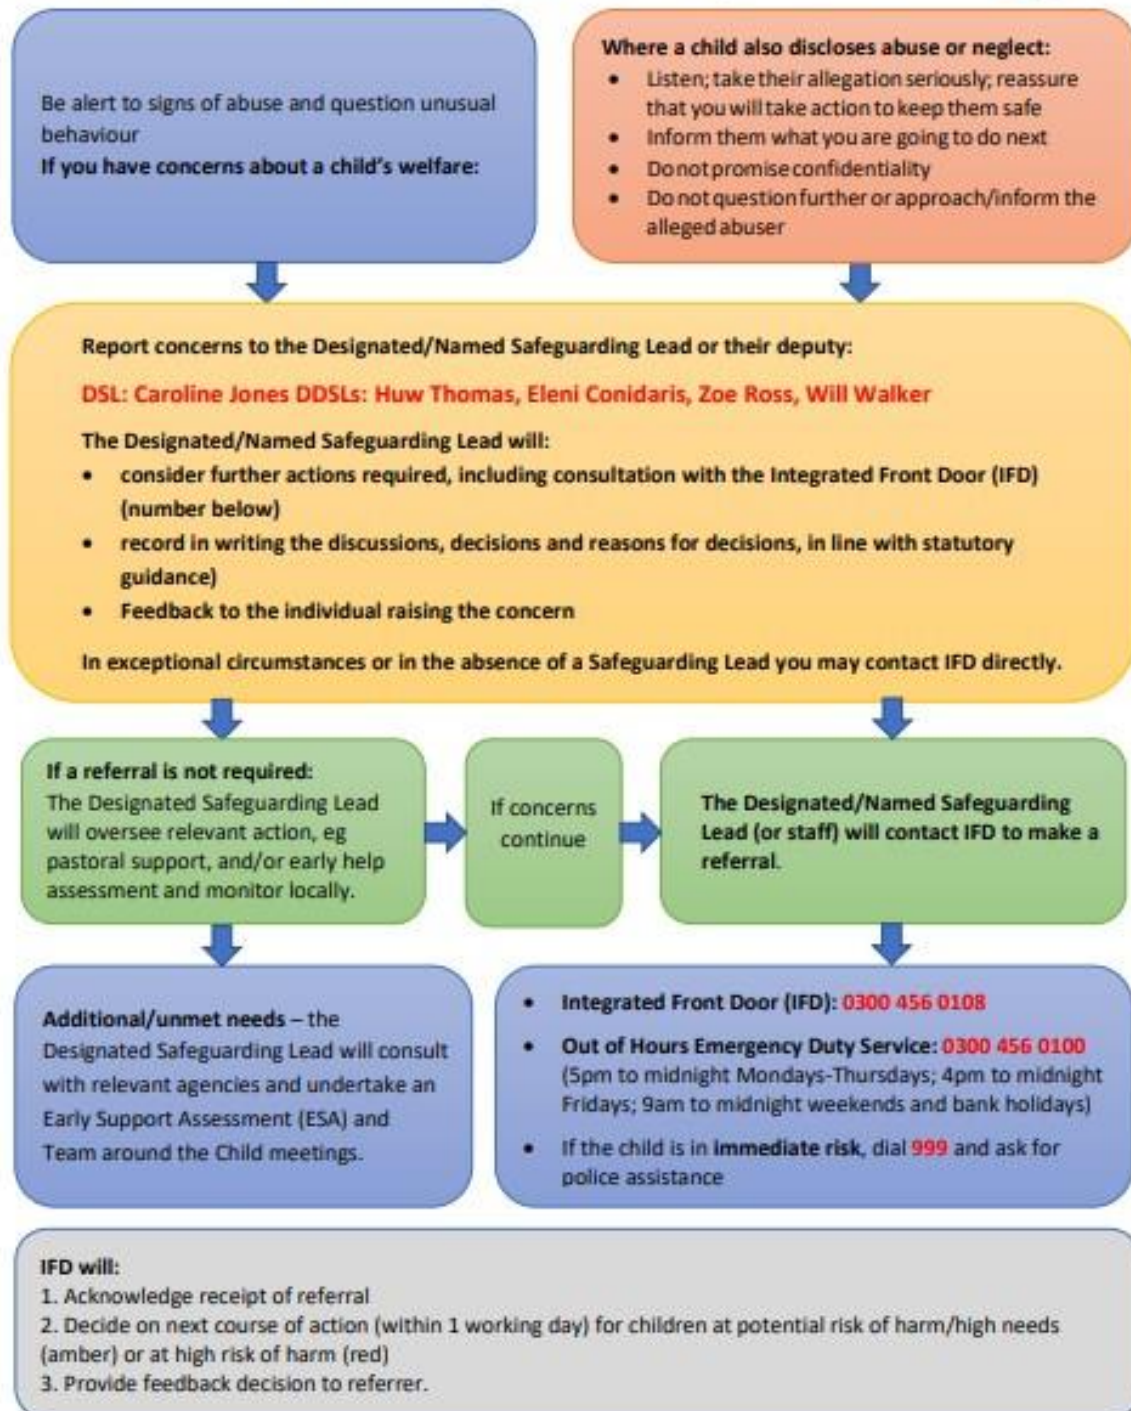 Be alert to signs of abuse and question unusual
behaviour
If you have concerns about a child's welfare:
Where a child also discloses abuse or neglect:
• Listen; take their allegation seriously; reassure
that you will take action to keep them safe
• Inform them what you are going to do next
• Do not promise confidentiality
• Do not question further or approach/inform the
alleged abuser
Report concerns to the Designated/Named Safeguarding Lead or their deputy:
DSL: Caroline Jones DDSLs: Huw Thomas, Eleni Conidaris, Zoe Ross, Will Walker
The Designated/Named Safeguarding Lead will:
• consider further actions required, including consultation with the Integrated Front Door (IFD)
(number below)
• record in writing the discussions, decisions and reasons for decisions, in line with statutory
guidance)
• Feedback to the individual raising the concern
In exceptional circumstances or in the absence of a Safeguarding Lead you may contact IFD directly.
If a referral is not required:
The Designated Safeguarding Lead
will oversee relevant action, eg
pastoral support, and/or early help
assessment and monitor locally.
If concerns
continue
The Designated/Named Safeguarding
Lead (or staff) will contact IFD to make a
referral.
Additional/unmet needs – the
Designated Safeguarding Lead will consult
with relevant agencies and undertake an
Early Support Assessment (ESA) and
Team around the Child meetings.
• Integrated Front Door (IFD): 0300 456 0108
• Out of Hours Emergency Duty Service: 0300 456 0100
(5pm to midnight Mondays-Thursdays; 4pm to midnight
Fridays; 9am to midnight weekends and bank holidays)
• If the child is in immediate risk, dial 999 and ask for
police assistance
IFD will:
1. Acknowledge receipt of referral
2. Decide on next course of action (within 1 working day) for children at potential risk of harm/high needs
(amber) or at high risk of harm (red)
3. Provide feedback decision to referrer.